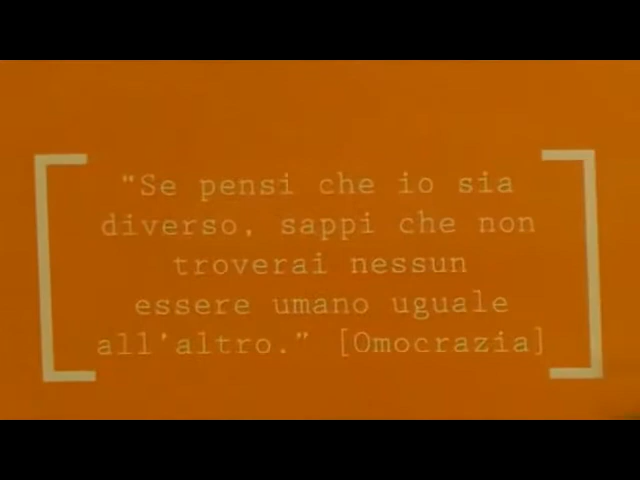 "Se pensi che io sia
diverso, sappi che non
troverai nessun
essere umano uguale
all'altro." [Omocrazia]